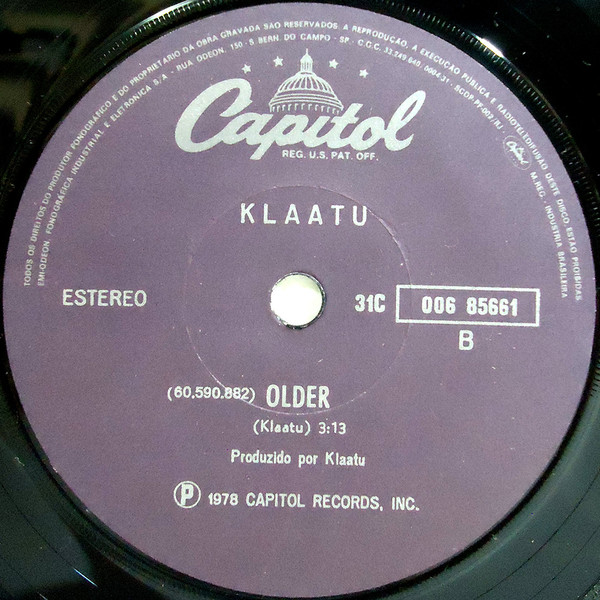 TODOS OS DIREITOS DO PRODUTOR FONOGRÁFICO E DO PROPRIETÁRIO DA OBRA GRAVADA SÃO RESERVADOS. A REPRODUÇÃO, A EXECUÇÃO PÚBLICA E RADIOTELEDIFUSÃO DESTE DISCO, ESTÃO PROIBIDAS
EMI-ODEON, FONOGRÁFICA INDUSTRIAL E ELETRÔNICA S/A - RUA ODEON, 150 - S. BERN DO CAMPO - SP - C.G.C. M.REG. INDÚSTRIA BRASILEIRA
Capitol
REG. U.S. PAT. OFF.
Capitol
KLAATU
ESTEREO
31C 006 85661
B
(60.590.882) OLDER
(Klaatu) 3:13
Produzido por Klaatu
Ⓟ 1978 CAPITOL RECORDS, INC.